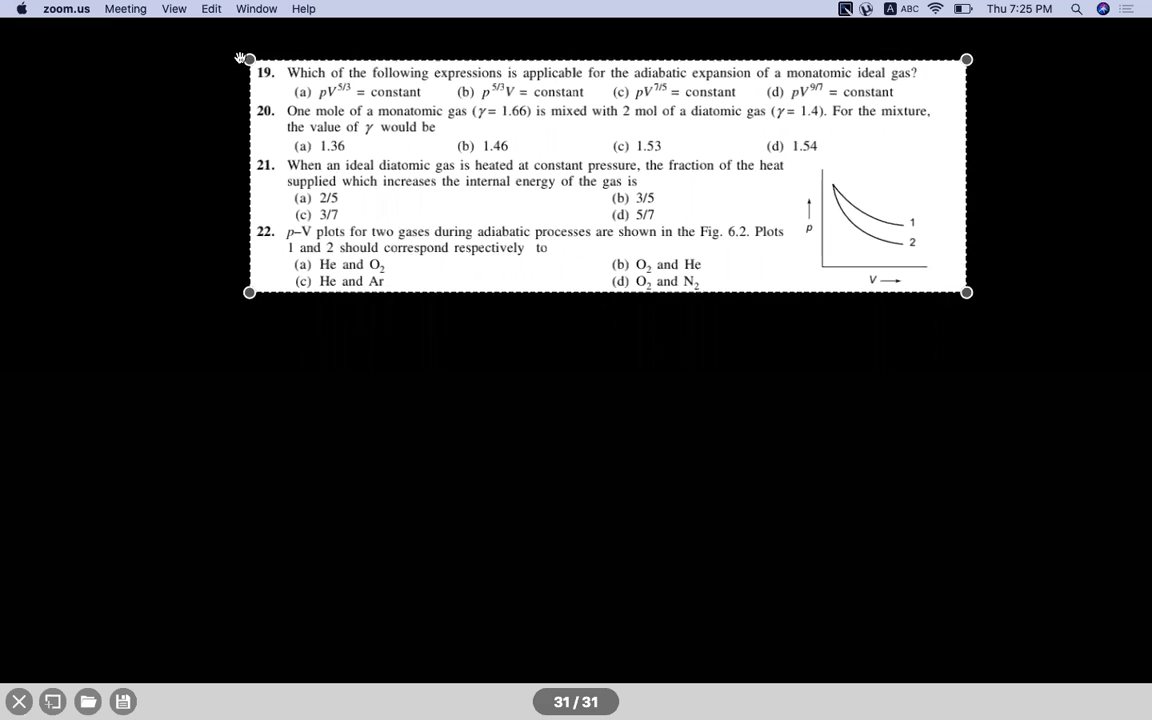 zoom.us Meeting View Edit Window Help A ABC Thu 7:25 PM
19. Which of the following expressions is applicable for the adiabatic expansion of a monatomic ideal gas?
(a) pV^5/3 = constant (b) p^5/3V = constant (c) pV^7/5 = constant (d) pV^9/7 = constant
20. One mole of a monatomic gas (γ= 1.66) is mixed with 2 mol of a diatomic gas (γ= 1.4). For the mixture,
the value of γ would be
(a) 1.36 (b) 1.46 (c) 1.53 (d) 1.54
21. When an ideal diatomic gas is heated at constant pressure, the fraction of the heat
supplied which increases the internal energy of the gas is
(a) 2/5 (b) 3/5
(c) 3/7 (d) 5/7
22. p–V plots for two gases during adiabatic processes are shown in the Fig. 6.2. Plots
1 and 2 should correspond respectively to
(a) He and O₂ (b) O₂ and He
(c) He and Ar (d) O₂ and N₂
p
1
2
V
31/31